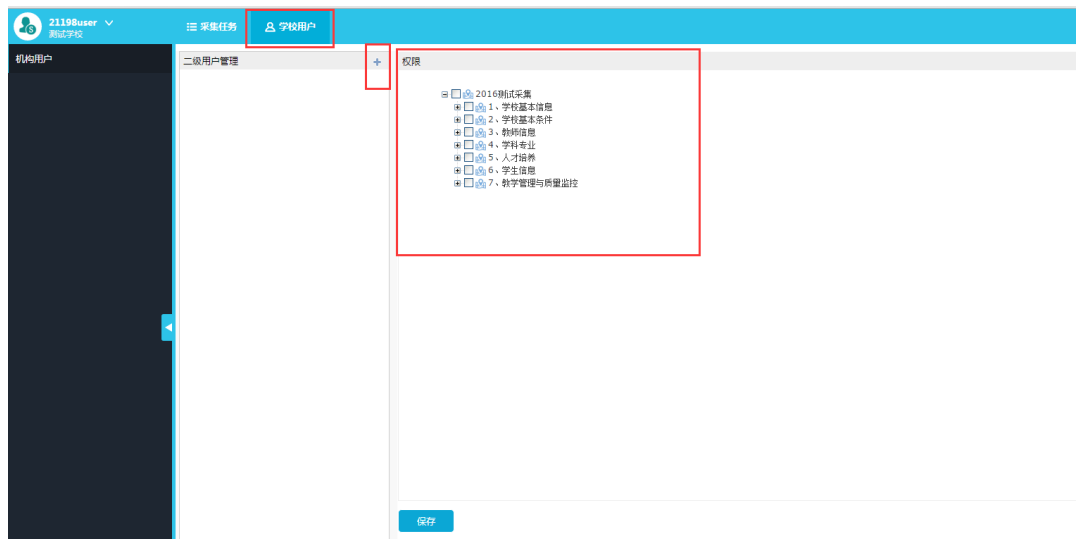 21198user
测试学校
采集任务
学校用户
机构用户
二级用户管理
+
权限
2016测试采集
1、学校基本信息
2、学校基本条件
3、教师信息
4、学科专业
5、人才培养
6、学生信息
7、教学管理与质量监控
保存